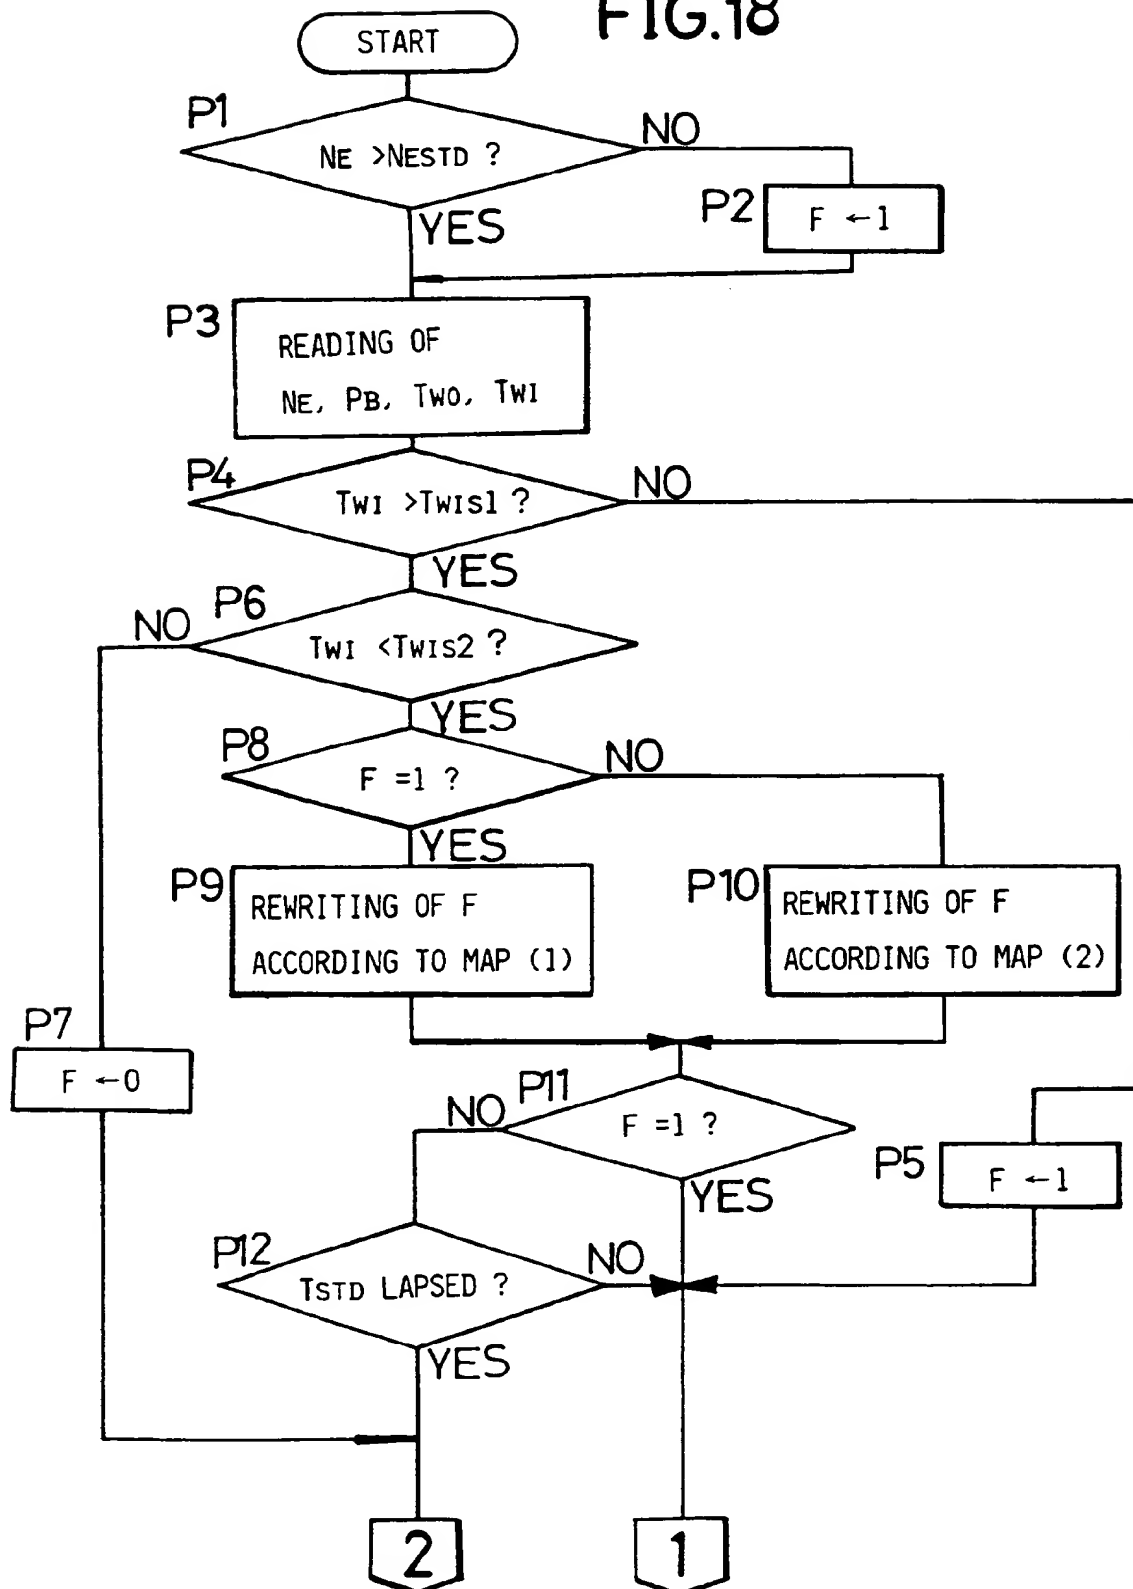 FIG.18
START
P1
NE >NESTD ?
NO
YES
P2
F ←1
P3
READING OF
NE, PB, TWO, TWI
P4
TWI >TWIS1 ?
NO
YES
P6
NO
TWI <TWIS2 ?
YES
P8
F =1 ?
NO
YES
P9
REWRITING OF F
ACCORDING TO MAP (1)
P10
REWRITING OF F
ACCORDING TO MAP (2)
P7
F ←0
P11
NO
F =1 ?
YES
P5
F ←1
P12
TSTD LAPSED ?
NO
YES
2
1